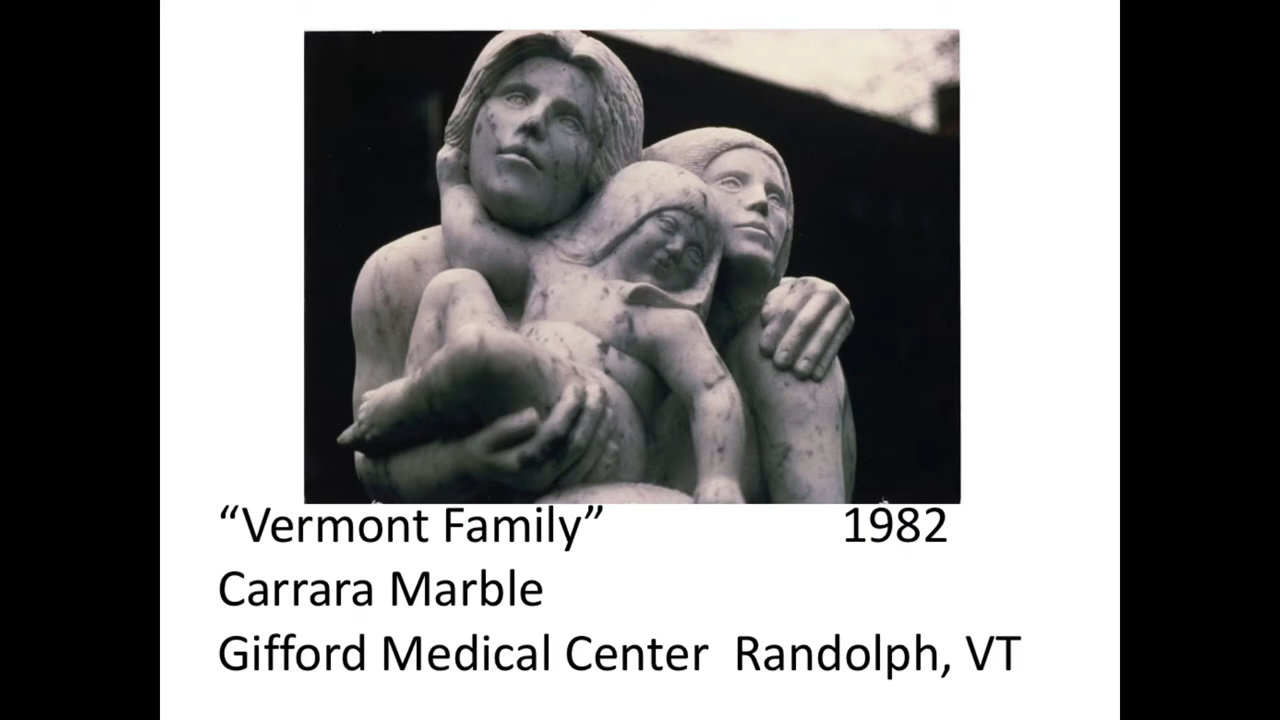 “Vermont Family” 1982
Carrara Marble
Gifford Medical Center Randolph, VT